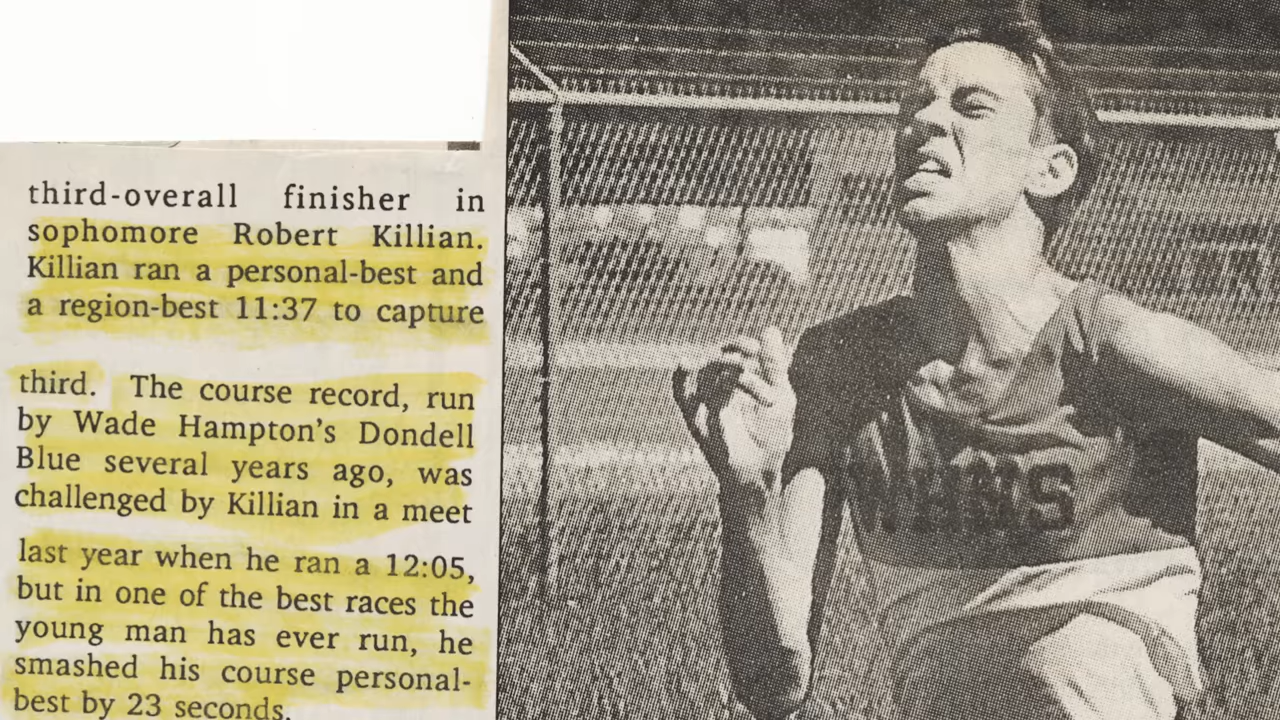 third-overall finisher in
sophomore Robert Killian.
Killian ran a personal-best and
a region-best 11:37 to capture
third. The course record, run
by Wade Hampton's Dondell
Blue several years ago, was
challenged by Killian in a meet
last year when he ran a 12:05,
but in one of the best races the
young man has ever run, he
smashed his course personal-
best by 23 seconds.